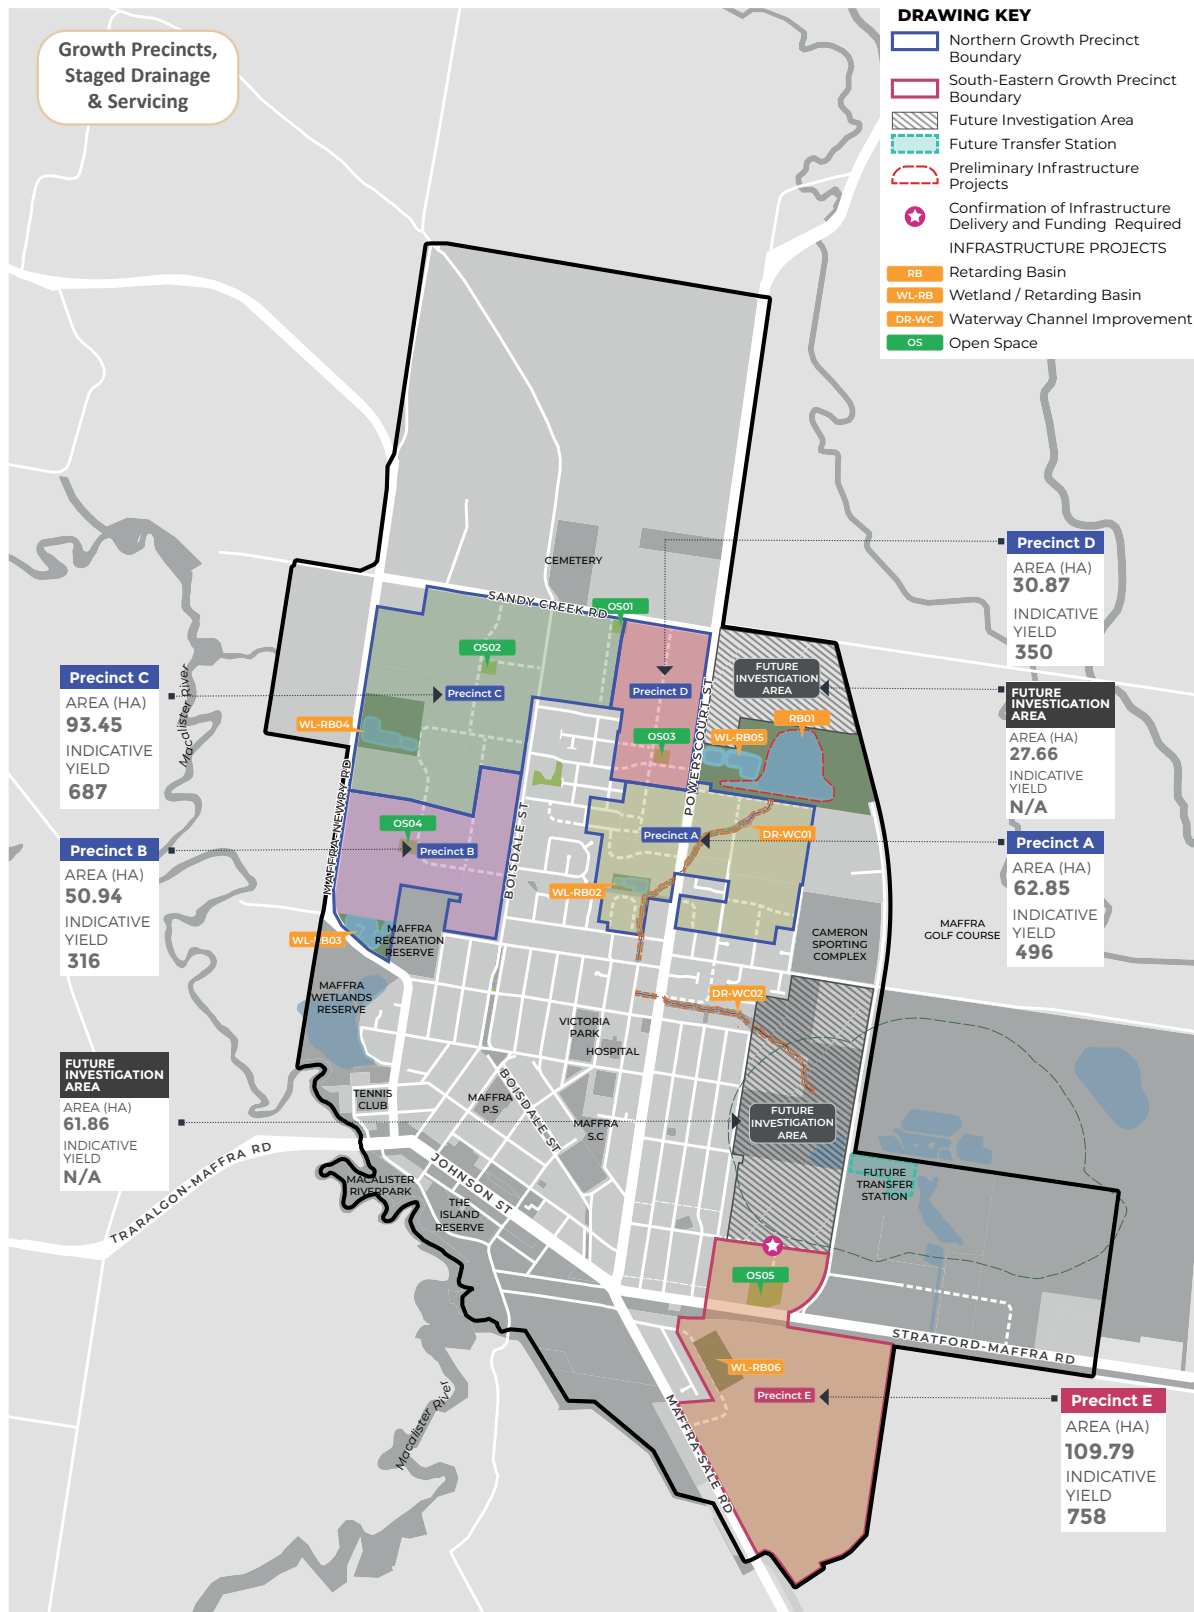 Growth Precincts,
Staged Drainage
& Servicing
DRAWING KEY
Northern Growth Precinct
Boundary
South-Eastern Growth Precinct
Boundary
Future Investigation Area
Future Transfer Station
Preliminary Infrastructure
Projects
Confirmation of Infrastructure
Delivery and Funding Required
INFRASTRUCTURE PROJECTS
RB Retarding Basin
WL-RB Wetland / Retarding Basin
DR-WC Waterway Channel Improvement
OS Open Space
CEMETERY
SANDY CREEK RD
OS01
OS02
Precinct C
Precinct D
OS03
POWERSCOURT ST
FUTURE
INVESTIGATION
AREA
RB01
WL-RB05
WL-RB04
Macalister River
MAFFRA-NEWRY RD
BOISDALE ST
OS04
Precinct B
Precinct A
DR-WC01
WL-RB02
WL-RB03
MAFFRA
RECREATION
RESERVE
CAMERON
SPORTING
COMPLEX
MAFFRA
GOLF COURSE
MAFFRA
WETLANDS
RESERVE
DR-WC02
VICTORIA
PARK
HOSPITAL
TENNIS
CLUB
MAFFRA
P.S
BOISDALE ST
MAFFRA
S.C
FUTURE
INVESTIGATION
AREA
FUTURE
TRANSFER
STATION
TRARALGON-MAFFRA RD
MACALISTER
RIVERPARK
JOHNSON ST
THE
ISLAND
RESERVE
OS05
STRATFORD-MAFFRA RD
WL-RB06
Precinct E
MAFFRA-SALE RD
Macalister River
Precinct D
AREA (HA)
30.87
INDICATIVE
YIELD
350
FUTURE
INVESTIGATION
AREA
AREA (HA)
27.66
INDICATIVE
YIELD
N/A
Precinct A
AREA (HA)
62.85
INDICATIVE
YIELD
496
Precinct C
AREA (HA)
93.45
INDICATIVE
YIELD
687
Precinct B
AREA (HA)
50.94
INDICATIVE
YIELD
316
FUTURE
INVESTIGATION
AREA
AREA (HA)
61.86
INDICATIVE
YIELD
N/A
Precinct E
AREA (HA)
109.79
INDICATIVE
YIELD
758